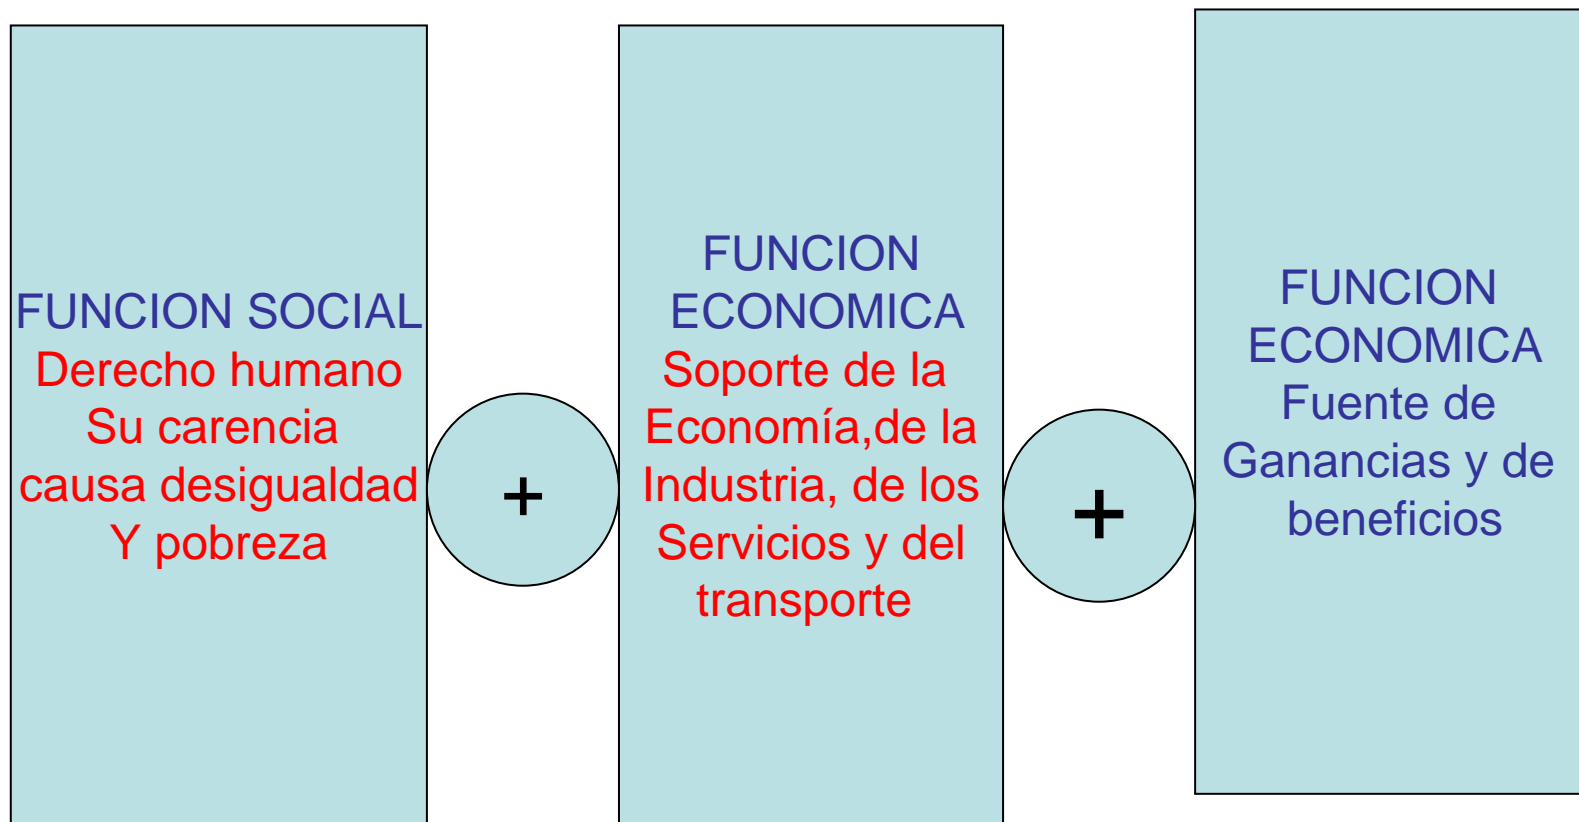 FUNCION SOCIAL
Derecho humano
Su carencia
causa desigualdad
Y pobreza
+
FUNCION
ECONOMICA
Soporte de la
Economía,de la
Industria, de los
Servicios y del
transporte
+
FUNCION
ECONOMICA
Fuente de
Ganancias y de
beneficios